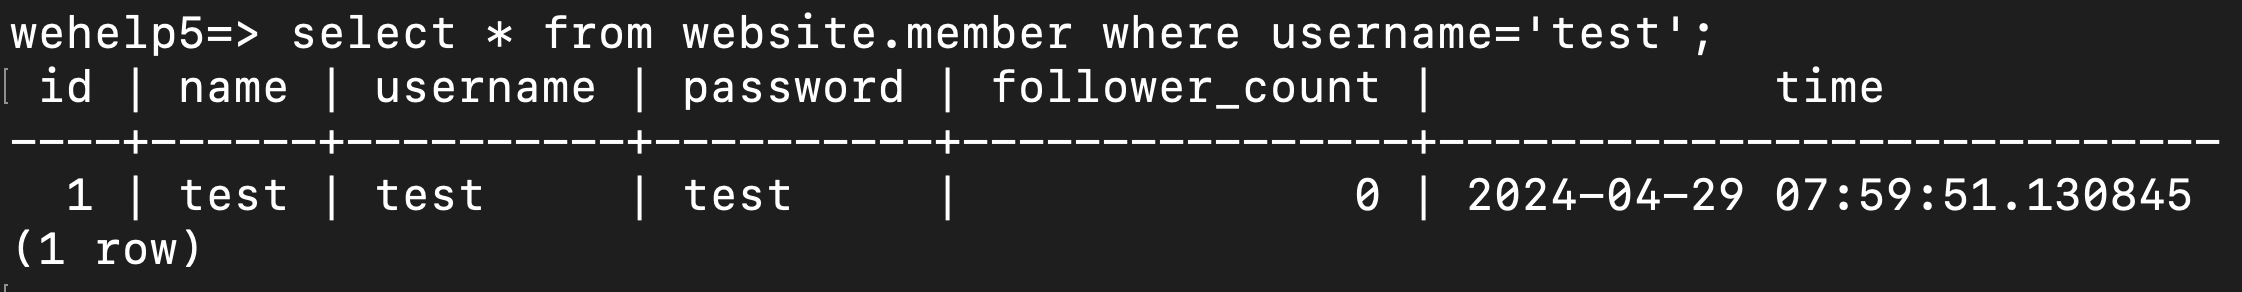 wehelp5=> select * from website.member where username='test';
 id | name | username | password | follower_count |            time
----+------+----------+----------+----------------+----------------------------
  1 | test | test     | test     |              0 | 2024-04-29 07:59:51.130845
(1 row)